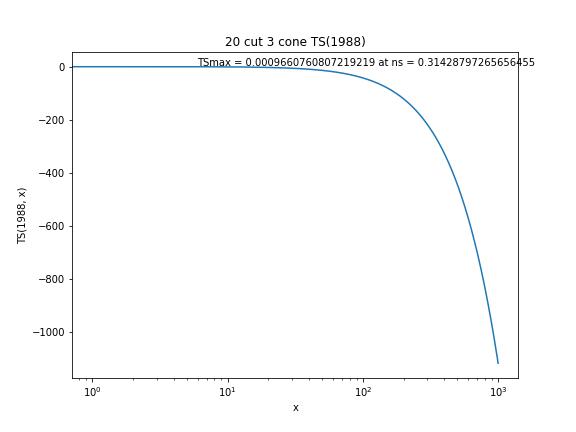 20 cut 3 cone TS(1988)
TSmax = 0.0009660760807219219 at ns = 0.31428797265656455
0
−200
−400
−600
−800
−1000
TS(1988, x)
10⁰ 10¹ 10² 10³
x